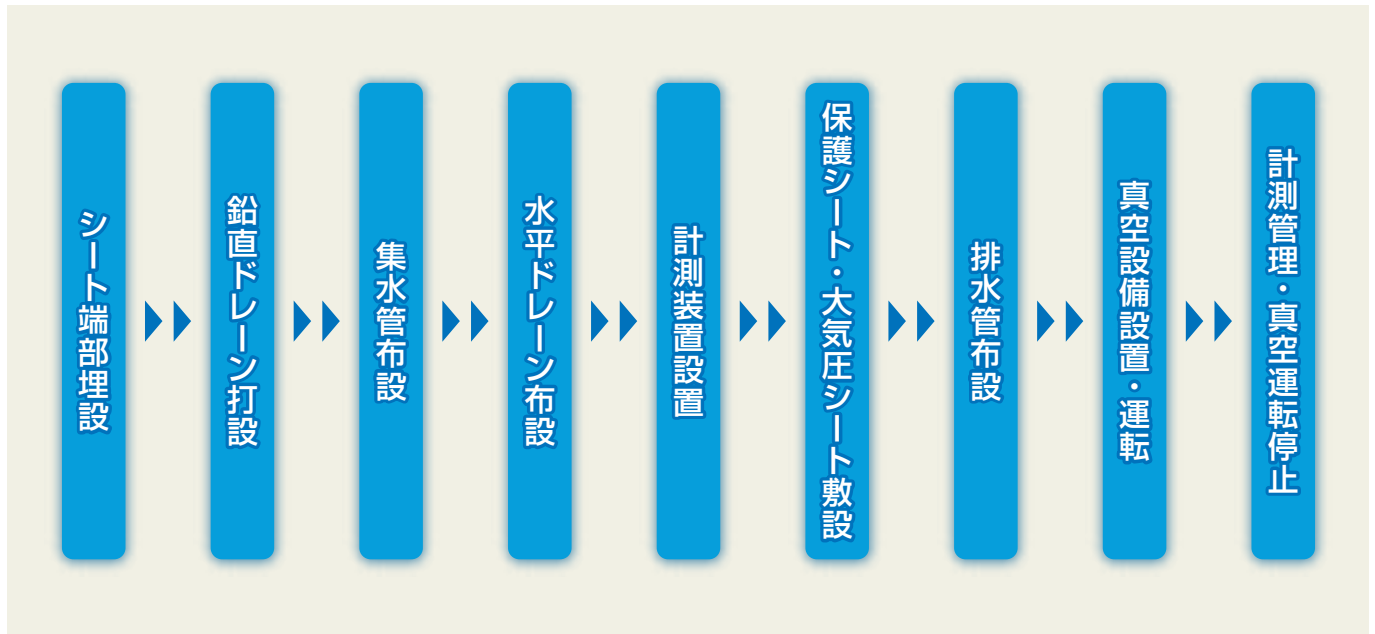 シート端部埋設
鉛直ドレーン打設
集水管布設
水平ドレーン布設
計測装置設置
保護シート・大気圧シート敷設
排水管布設
真空設備設置・運転
計測管理・真空運転停止